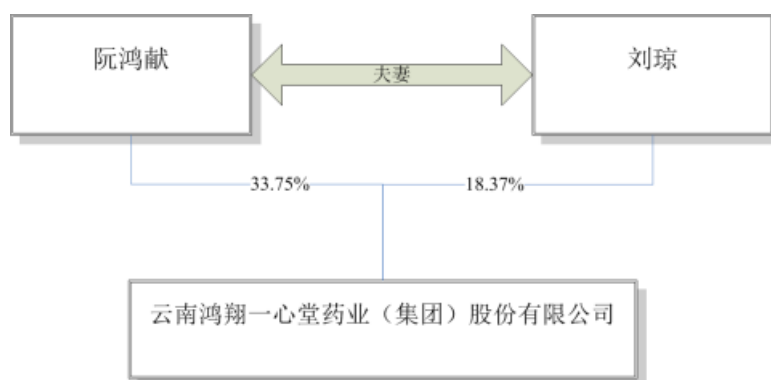 阮鸿献
夫妻
刘琼
33.75%
18.37%
云南鸿翔一心堂药业（集团）股份有限公司